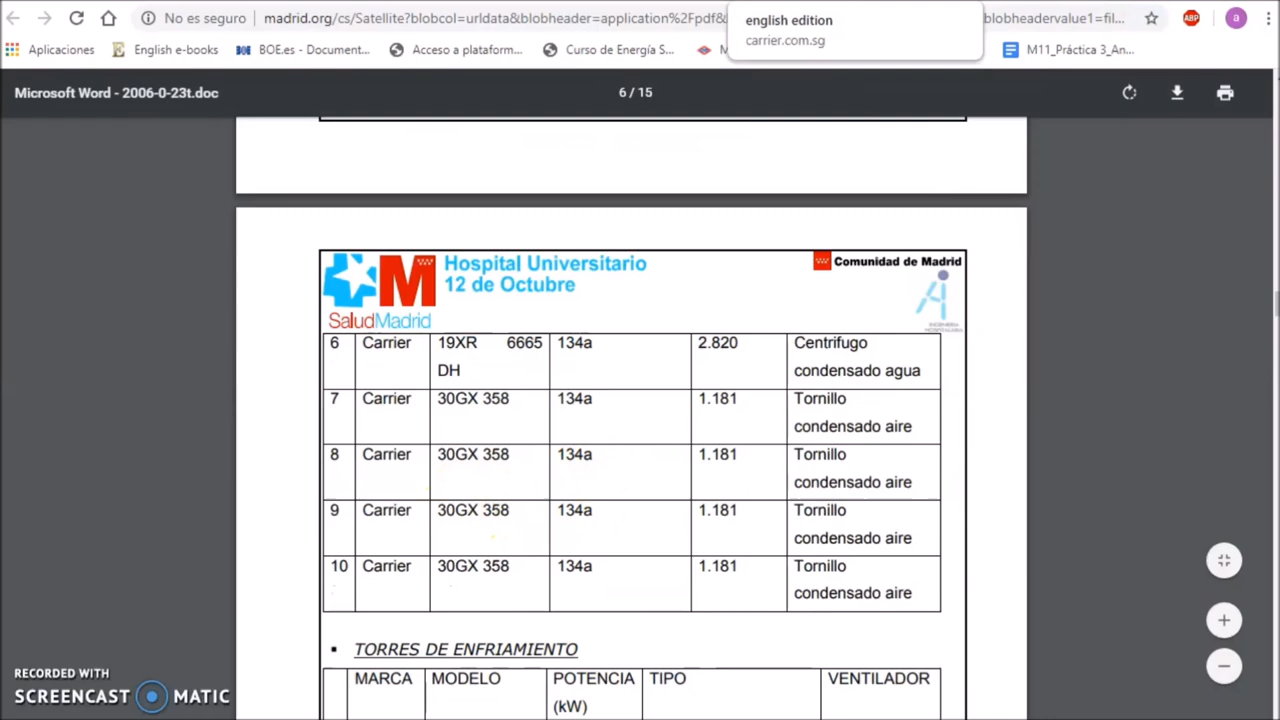 No es seguro madrid.org/cs/Satellite?blobcol=urldata&blobheader=application%2Fpdf& blobheadervalue1=fil...
english edition
carrier.com.sg
ABP
a
Aplicaciones English e-books BOE.es - Document... Acceso a plataform... Curso de Energía S... M11_Práctica 3_An...
Microsoft Word - 2006-0-23t.doc 6 / 15
Hospital Universitario
12 de Octubre
M
SaludMadrid
Comunidad de Madrid
6 Carrier 19XR 6665 DH 134a 2.820 Centrifugo condensado agua
7 Carrier 30GX 358 134a 1.181 Tornillo condensado aire
8 Carrier 30GX 358 134a 1.181 Tornillo condensado aire
9 Carrier 30GX 358 134a 1.181 Tornillo condensado aire
10 Carrier 30GX 358 134a 1.181 Tornillo condensado aire
▪ TORRES DE ENFRIAMIENTO
MARCA MODELO POTENCIA (kW) TIPO VENTILADOR
RECORDED WITH
SCREENCAST MATIC